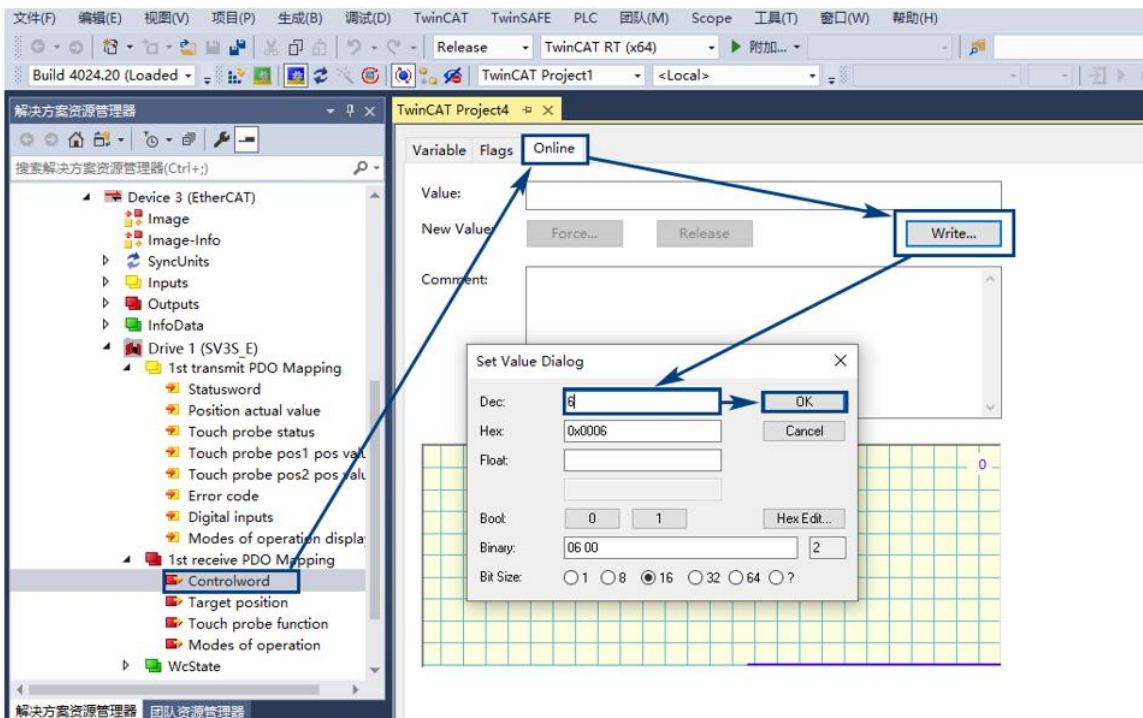 文件(F) 编辑(E) 视图(V) 项目(P) 生成(B) 调试(D) TwinCAT TwinSAFE PLC 团队(M) Scope 工具(T) 窗口(W) 帮助(H)
Release TwinCAT RT (x64) 附加...
Build 4024.20 (Loaded TwinCAT Project1 <Local>
解决方案资源管理器
搜索解决方案资源管理器(Ctrl+;)
Device 3 (EtherCAT)
Image
Image-Info
SyncUnits
Inputs
Outputs
InfoData
Drive 1 (SV3S_E)
1st transmit PDO Mapping
Statusword
Position actual value
Touch probe status
Touch probe pos1 pos valu
Touch probe pos2 pos valu
Error code
Digital inputs
Modes of operation displa
1st receive PDO Mapping
Controlword
Target position
Touch probe function
Modes of operation
WcState
解决方案资源管理器 团队资源管理器
TwinCAT Project4
Variable Flags Online
Value:
New Value: Force... Release Write...
Comment:
Set Value Dialog
Dec: 6 OK
Hex: 0x0006 Cancel
Float:
Bool: 0 1 Hex Edit...
Binary: 06 00 2
Bit Size: 1 8 16 32 64 ?
0